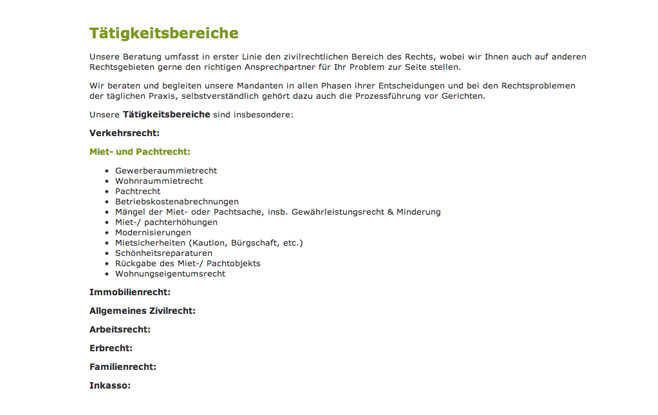 Tätigkeitsbereiche
Unsere Beratung umfasst in erster Linie den zivilrechtlichen Bereich des Rechts, wobei wir Ihnen auch auf anderen
Rechtsgebieten gerne den richtigen Ansprechpartner für Ihr Problem zur Seite stellen.
Wir beraten und begleiten unsere Mandanten in allen Phasen ihrer Entscheidungen und bei den Rechtsproblemen
der täglichen Praxis, selbstverständlich gehört dazu auch die Prozessführung vor Gerichten.
Unsere Tätigkeitsbereiche sind insbesondere:
Verkehrsrecht:
Miet- und Pachtrecht:
• Gewerberaummietrecht
• Wohnraummietrecht
• Pachtrecht
• Betriebskostenabrechnungen
• Mängel der Miet- oder Pachtsache, insb. Gewährleistungsrecht & Minderung
• Miet-/ pachterhöhungen
• Modernisierungen
• Mietsicherheiten (Kaution, Bürgschaft, etc.)
• Schönheitsreparaturen
• Rückgabe des Miet-/ Pachtobjekts
• Wohnungseigentumsrecht
Immobilienrecht:
Allgemeines Zivilrecht:
Arbeitsrecht:
Erbrecht:
Familienrecht:
Inkasso: